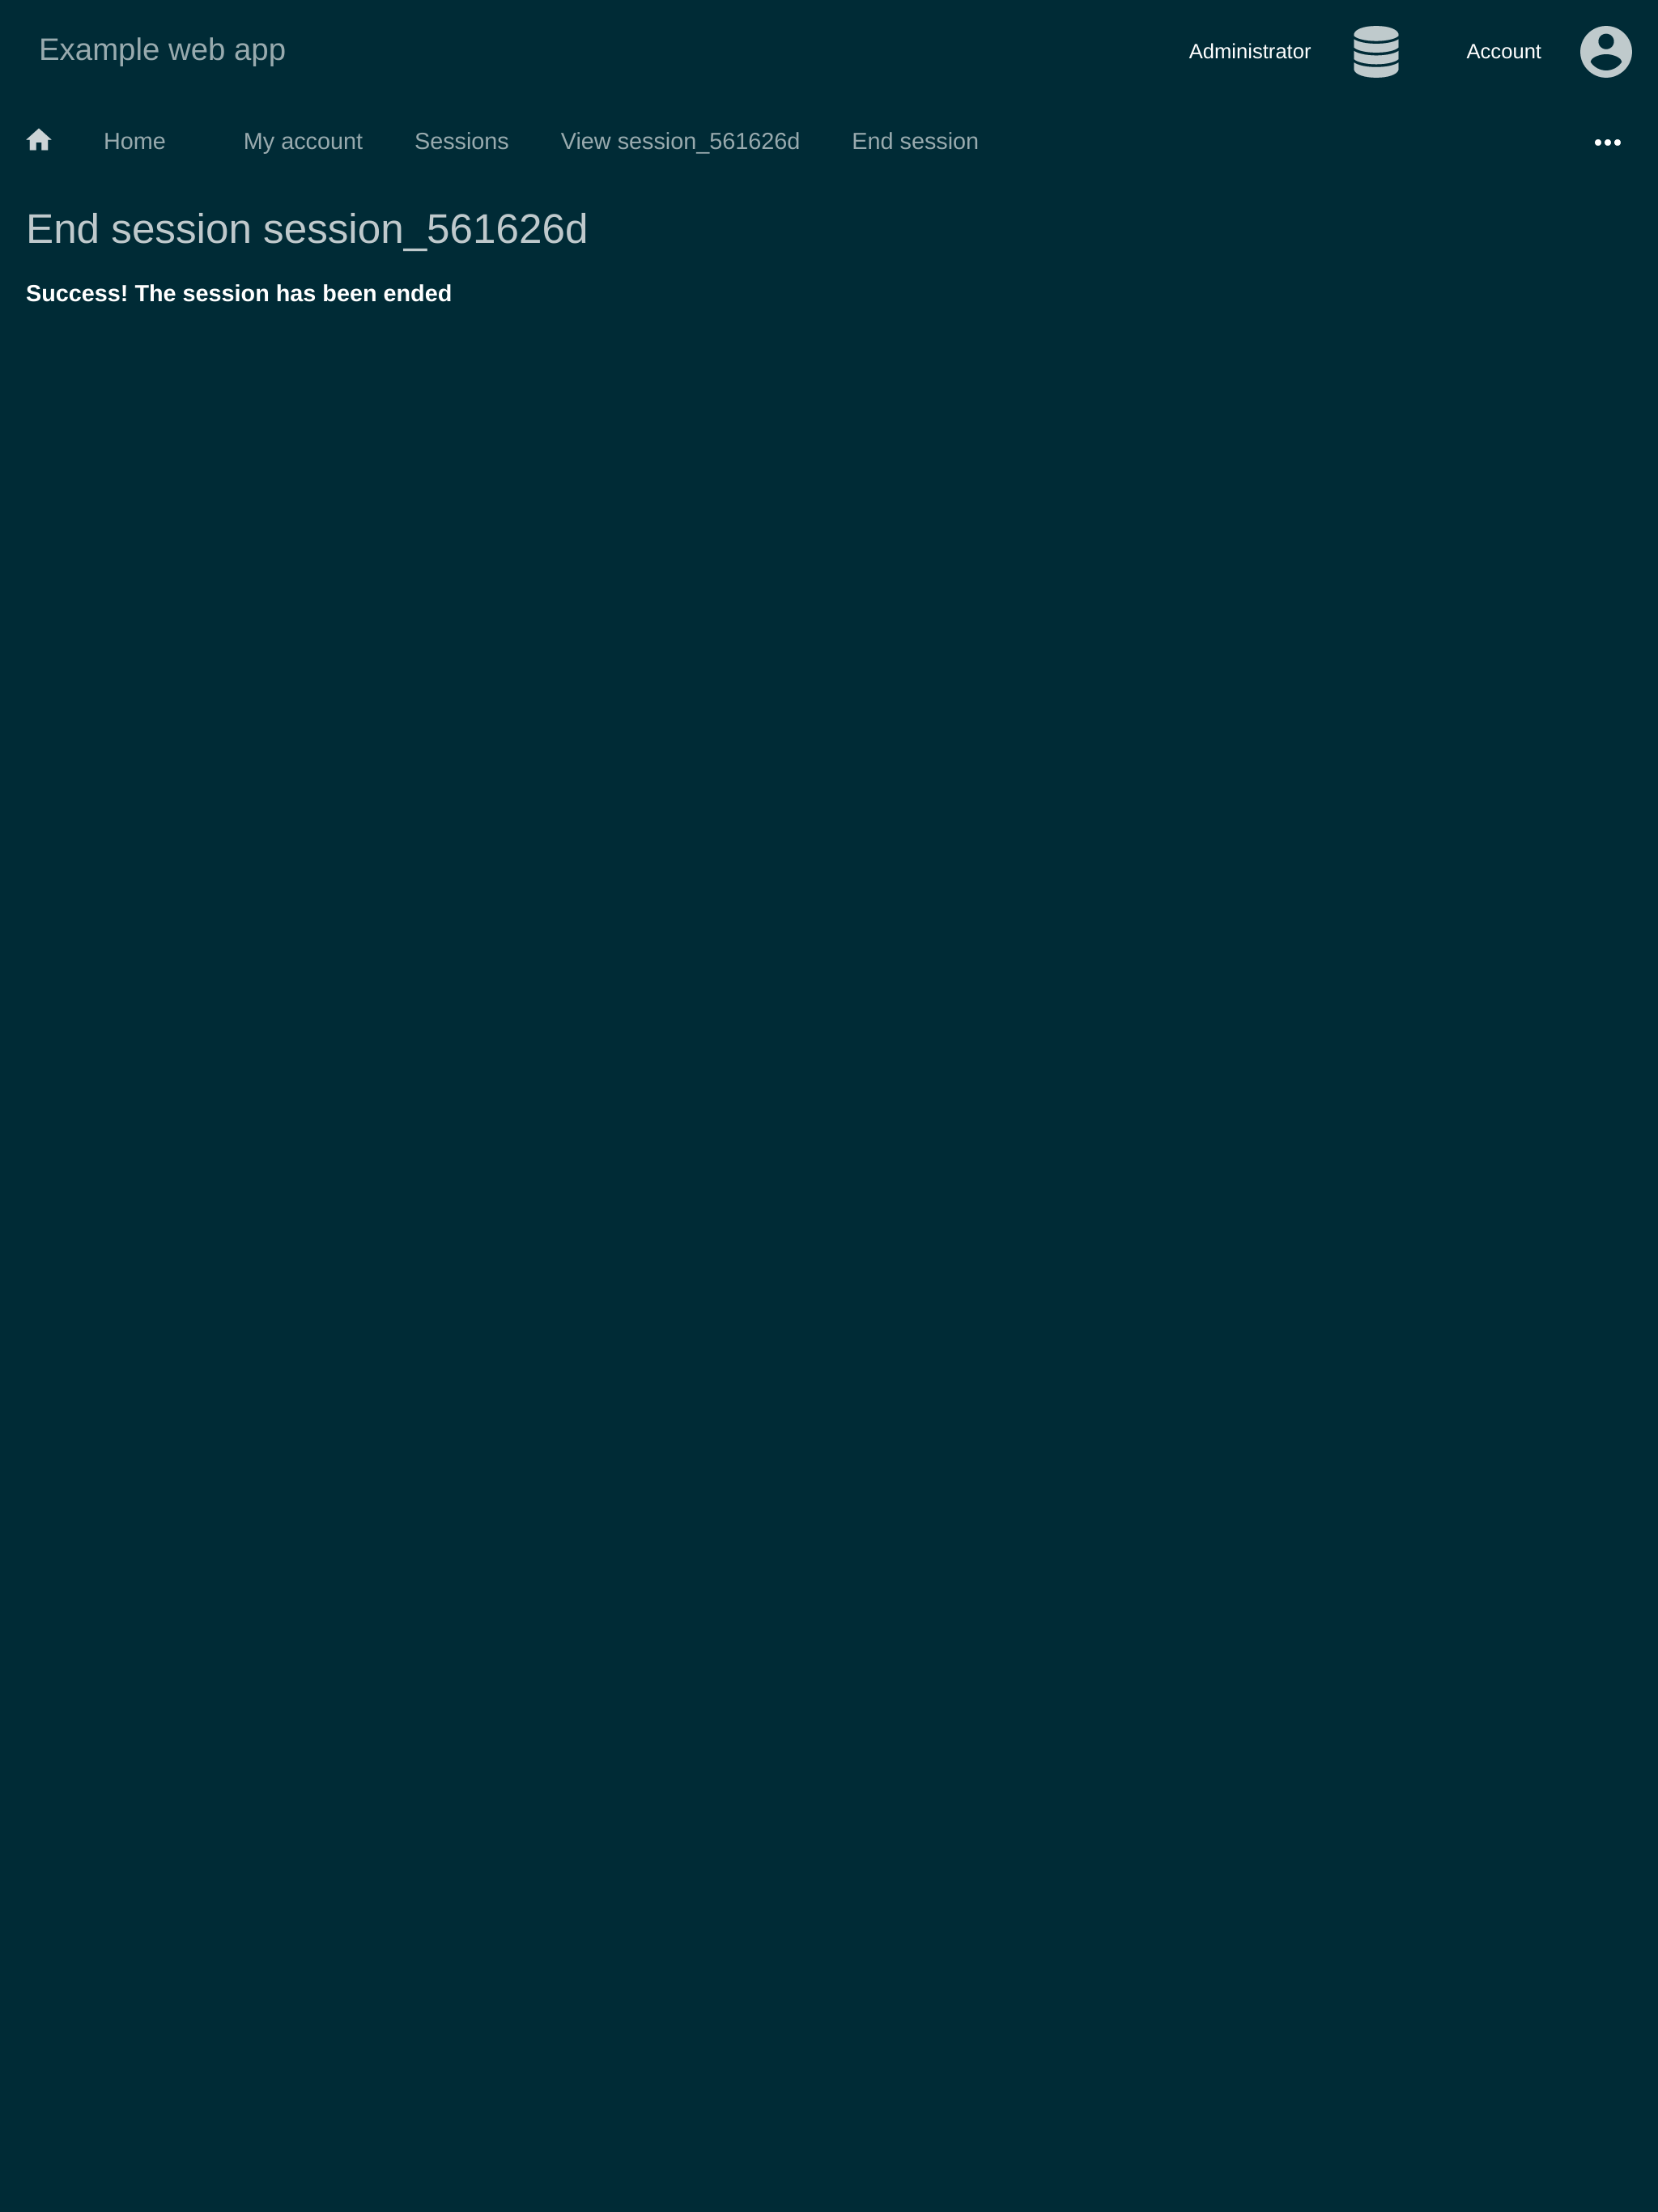 Example web app
Administrator
Account
Home
My account
Sessions
View session_561626d
End session
End session session_561626d
Success! The session has been ended